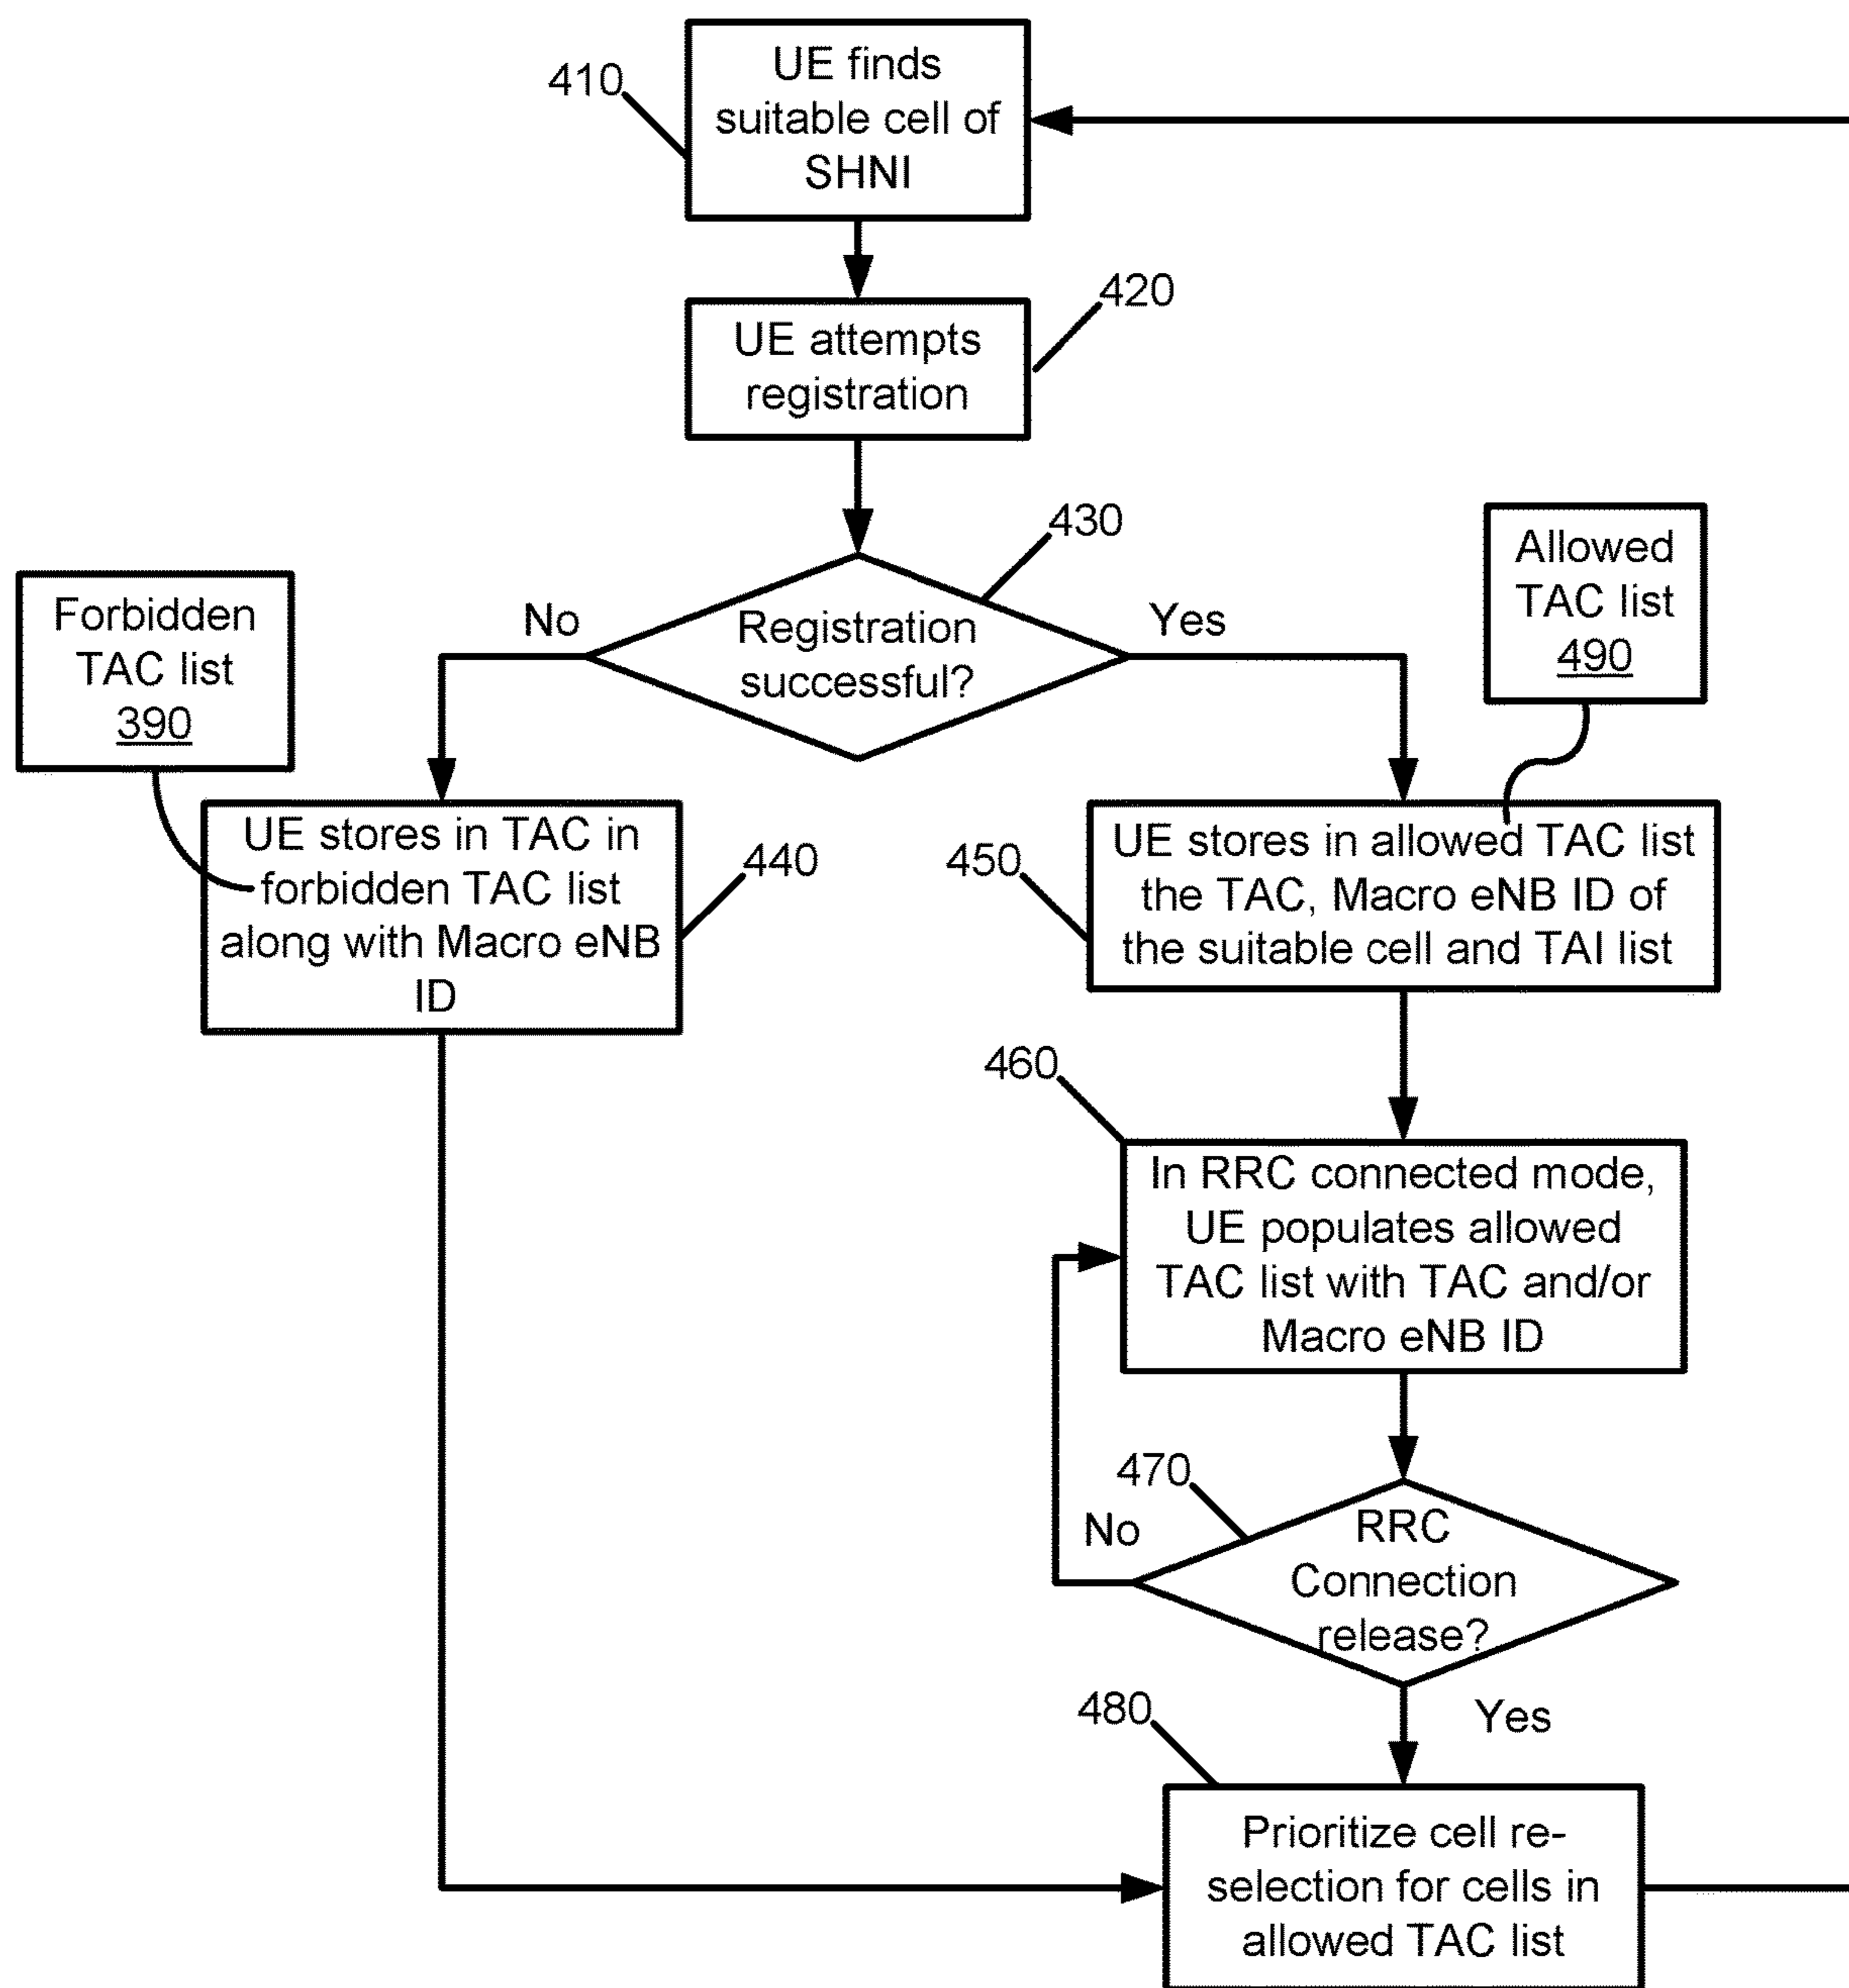 410
UE finds
suitable cell of
SHNI
420
UE attempts
registration
430
Registration
successful?
No
Yes
Forbidden
TAC list
390
Allowed
TAC list
490
UE stores in TAC in
forbidden TAC list
along with Macro eNB
ID
440
450
UE stores in allowed TAC list
the TAC, Macro eNB ID of
the suitable cell and TAI list
460
In RRC connected mode,
UE populates allowed
TAC list with TAC and/or
Macro eNB ID
470
No
RRC
Connection
release?
Yes
480
Prioritize cell re-
selection for cells in
allowed TAC list